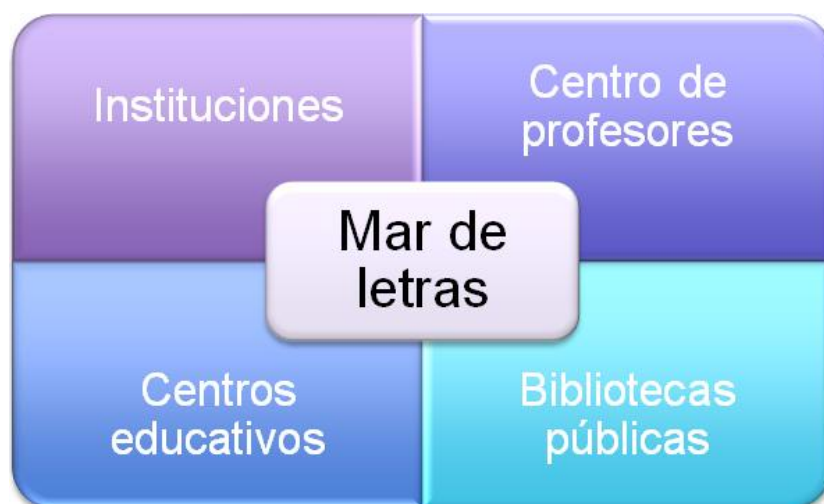 Instituciones
Centro de
profesores
Mar de
letras
Centros
educativos
Bibliotecas
públicas